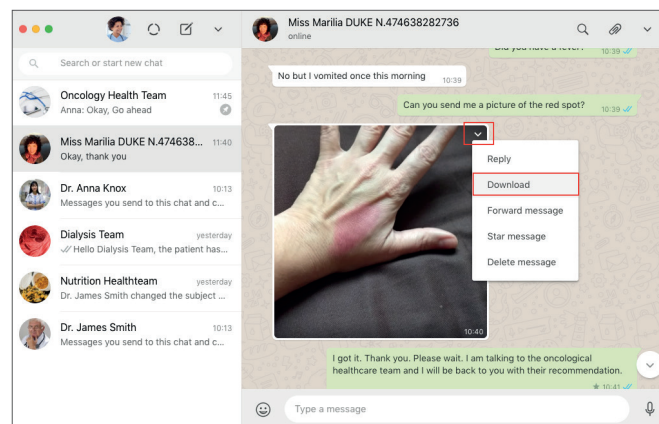 Miss Marilia DUKE N.474638282736
online
Search or start new chat
Oncology Health Team 11:45
Anna: Okay, Go ahead
Miss Marilia DUKE N.474638... 11:40
Okay, thank you
Dr. Anna Knox 10:13
Messages you send to this chat and c...
Dialysis Team yesterday
Hello Dialysis Team, the patient has...
Nutrition Healthteam yesterday
Dr. James Smith changed the subject ...
Dr. James Smith 10:13
Messages you send to this chat and c...
Did you have a fever? 10:39
No but I vomited once this morning 10:39
Can you send me a picture of the red spot? 10:39
Reply
Download
Forward message
Star message
Delete message
10:40
I got it. Thank you. Please wait. I am talking to the oncological
healthcare team and I will be back to you with their recommendation.
10:41
Type a message